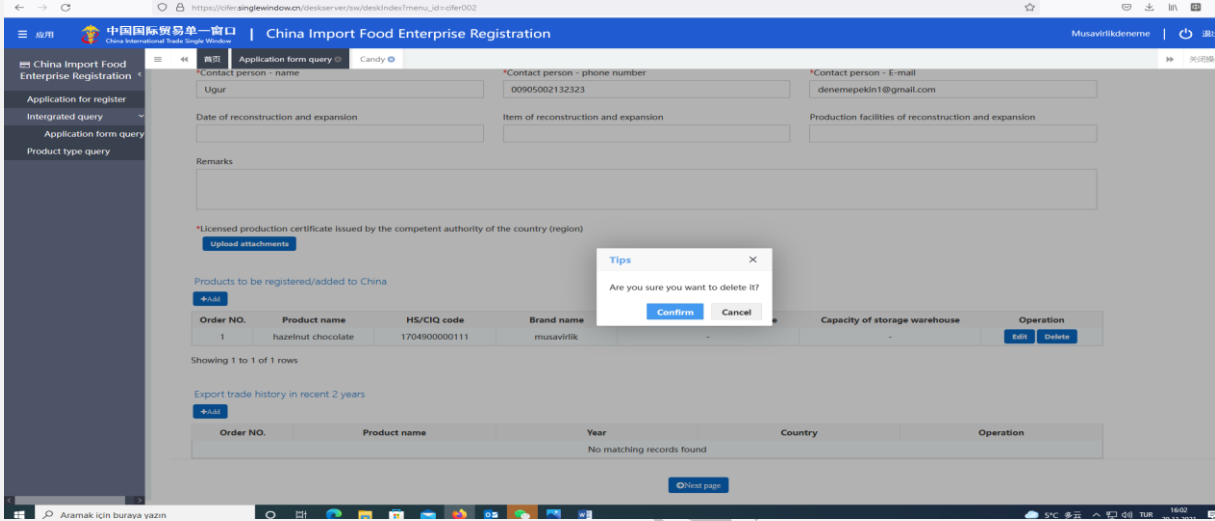 https://cifer.singlewindow.cn/deskserver/sw/deskIndex?menu_id=cifer002
应用
中国国际贸易单一窗口 | China Import Food Enterprise Registration
China International Trade Single Window
Musavirlikdeneme
China Import Food Enterprise Registration
Application for register
Intergrated query
Application form query
Product type query
首页
Application form query
Candy
*Contact person - name
*Contact person - phone number
*Contact person - E-mail
Ugur
00905002132323
denemepekin1@gmail.com
Date of reconstruction and expansion
Item of reconstruction and expansion
Production facilities of reconstruction and expansion
Remarks
*Licensed production certificate issued by the competent authority of the country (region)
Upload attachments
Tips
Are you sure you want to delete it?
Confirm
Cancel
Products to be registered/added to China
+Add
Order NO.
Product name
HS/CIQ code
Brand name
Capacity of storage warehouse
Operation
1
hazelnut chocolate
1704900000111
musavirlik
-
-
Edit
Delete
Showing 1 to 1 of 1 rows
Export trade history in recent 2 years
+Add
Order NO.
Product name
Year
Country
Operation
No matching records found
Next page
Aramak için buraya yazın
5°C 多云
TUR
16:02